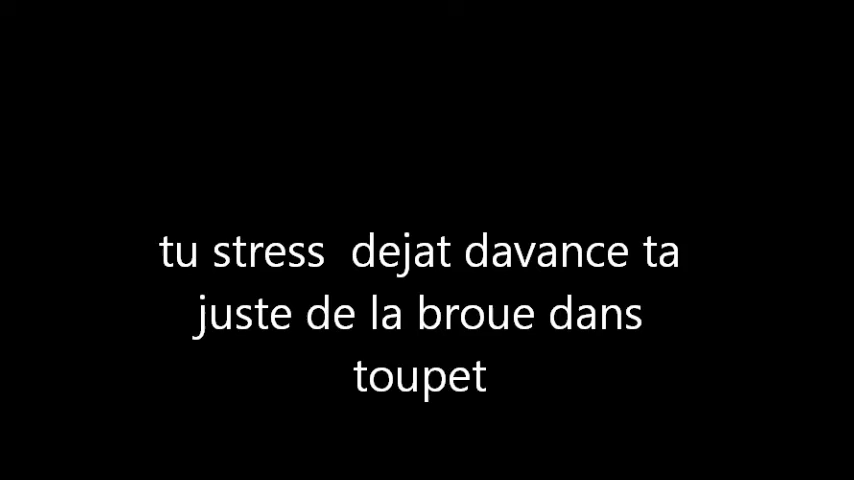 tu stress  dejat davance ta
juste de la broue dans
toupet